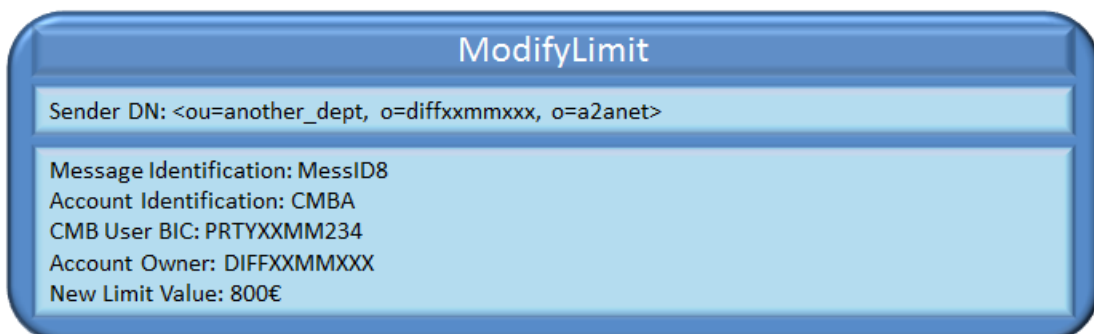 ModifyLimit
Sender DN: <ou=another_dept, o=diffxxmmxxx, o=a2anet>
Message Identification: MessID8
Account Identification: CMBA
CMB User BIC: PRTYXXMM234
Account Owner: DIFFXXMMXXX
New Limit Value: 800€